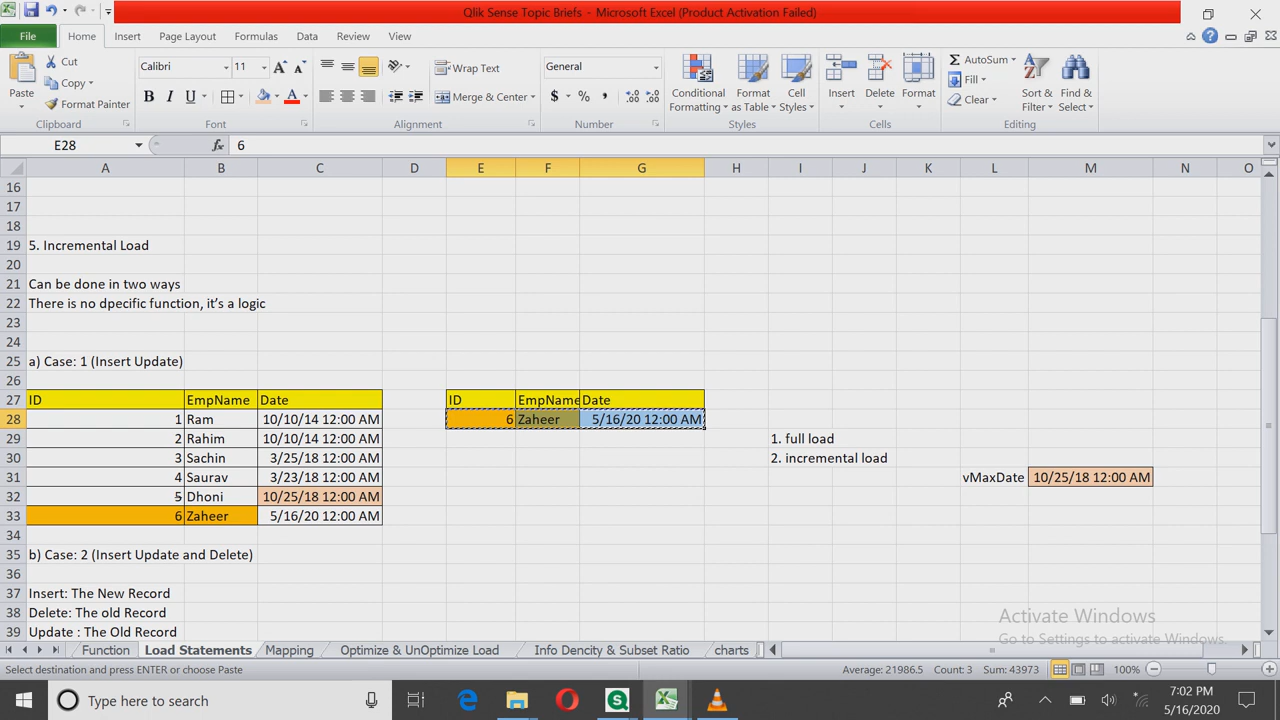 Qlik Sense Topic Briefs - Microsoft Excel (Product Activation Failed)
File Home Insert Page Layout Formulas Data Review View
Paste
Cut
Copy
Format Painter
Clipboard
Calibri 11
B I U
Font
Wrap Text
Merge & Center
Alignment
General
$ % ,
Number
Conditional Formatting
Format as Table
Cell Styles
Styles
Insert
Delete
Format
Cells
AutoSum
Fill
Clear
Sort & Filter
Find & Select
Editing
E28 fx 6
A B C D E F G H I J K L M N O
16
17
18
19 5. Incremental Load
20
21 Can be done in two ways
22 There is no dpecific function, it's a logic
23
24
25 a) Case: 1 (Insert Update)
26
27 ID EmpName Date ID EmpName Date
28 1 Ram 10/10/14 12:00 AM 6 Zaheer 5/16/20 12:00 AM
29 2 Rahim 10/10/14 12:00 AM 1. full load
30 3 Sachin 3/25/18 12:00 AM 2. incremental load
31 4 Saurav 3/23/18 12:00 AM vMaxDate 10/25/18 12:00 AM
32 5 Dhoni 10/25/18 12:00 AM
33 6 Zaheer 5/16/20 12:00 AM
34
35 b) Case: 2 (Insert Update and Delete)
36
37 Insert: The New Record
38 Delete: The old Record
39 Update : The Old Record
Activate Windows
Go to Settings to activate Windows.
Function Load Statements Mapping Optimize & UnOptimize Load Info Dencity & Subset Ratio charts
Select destination and press ENTER or choose Paste Average: 21986.5 Count: 3 Sum: 43973 100%
Type here to search
7:02 PM
5/16/2020